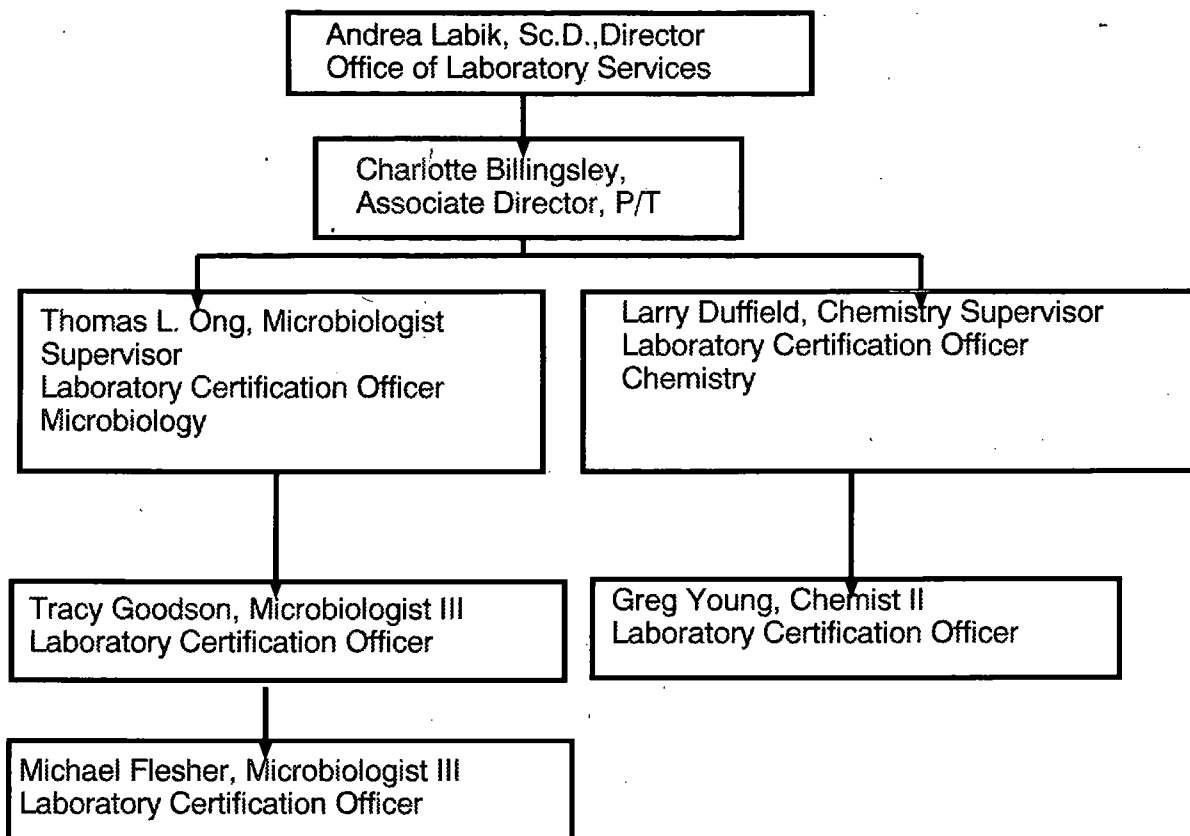 Andrea Labik, Sc.D.,Director
Office of Laboratory Services
Charlotte Billingsley,
Associate Director, P/T
Thomas L. Ong, Microbiologist
Supervisor
Laboratory Certification Officer
Microbiology
Larry Duffield, Chemistry Supervisor
Laboratory Certification Officer
Chemistry
Tracy Goodson, Microbiologist III
Laboratory Certification Officer
Greg Young, Chemist II
Laboratory Certification Officer
Michael Flesher, Microbiologist III
Laboratory Certification Officer